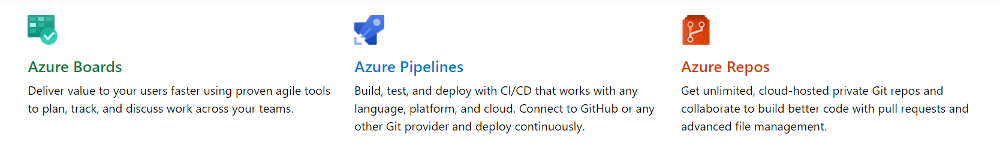 Azure Boards
Deliver value to your users faster using proven agile tools
to plan, track, and discuss work across your teams.
Azure Pipelines
Build, test, and deploy with CI/CD that works with any
language, platform, and cloud. Connect to GitHub or any
other Git provider and deploy continuously.
Azure Repos
Get unlimited, cloud-hosted private Git repos and
collaborate to build better code with pull requests and
advanced file management.